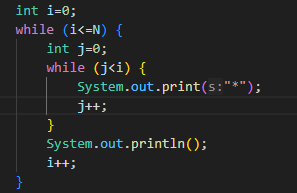 int i=0;
while (i<=N) {
    int j=0;
    while (j<i) {
        System.out.print(s:"*");
        j++;
    }
    System.out.println();
    i++;
}